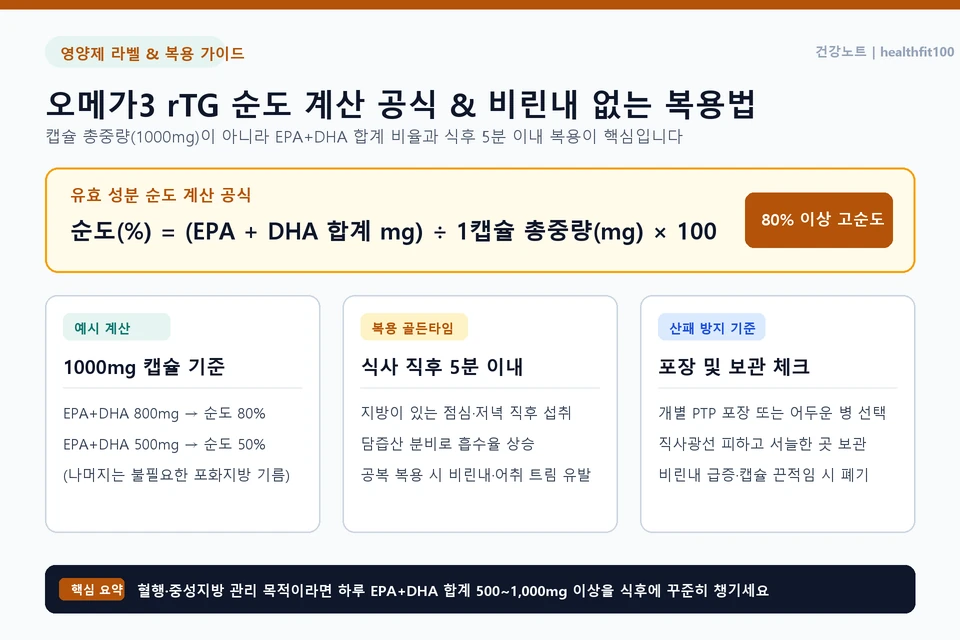 영양제 라벨 & 복용 가이드
건강노트 | healthfit100
오메가3 rTG 순도 계산 공식 & 비린내 없는 복용법
캡슐 총중량(1000mg)이 아니라 EPA+DHA 합계 비율과 식후 5분 이내 복용이 핵심입니다
유효 성분 순도 계산 공식
순도(%) = (EPA + DHA 합계 mg) ÷ 1캡슐 총중량(mg) × 100
80% 이상 고순도
예시 계산
1000mg 캡슐 기준
EPA+DHA 800mg → 순도 80%
EPA+DHA 500mg → 순도 50%
(나머지는 불필요한 포화지방 기름)
복용 골든타임
식사 직후 5분 이내
지방이 있는 점심·저녁 직후 섭취
담즙산 분비로 흡수율 상승
공복 복용 시 비린내·어취 트림 유발
산패 방지 기준
포장 및 보관 체크
개별 PTP 포장 또는 어두운 병 선택
직사광선 피하고 서늘한 곳 보관
비린내 급증·캡슐 끈적임 시 폐기
핵심 요약
혈행·중성지방 관리 목적이라면 하루 EPA+DHA 합계 500~1,000mg 이상을 식후에 꾸준히 챙기세요